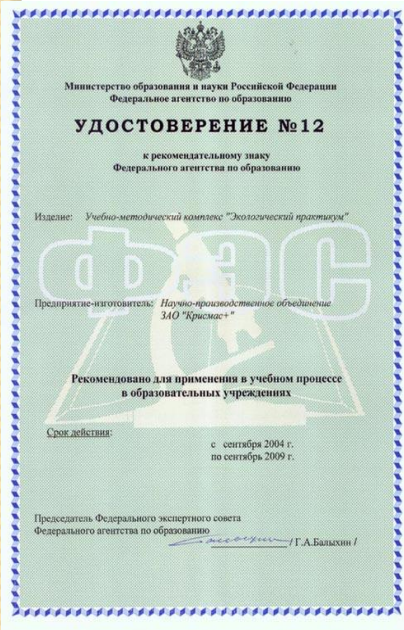 Министерство образования и науки Российской Федерации
Федеральное агентство по образованию
УДОСТОВЕРЕНИЕ №12
к рекомендательному знаку
Федерального агентства по образованию
Изделие: Учебно-методический комплекс "Экологический практикум"
ФЭС
Предприятие-изготовитель: Научно-производственное объединение
ЗАО "Крисмас+"
Рекомендовано для применения в учебном процессе
в образовательных учреждениях
Срок действия:
с сентября 2004 г.
по сентябрь 2009 г.
Председатель Федерального экспертного совета
Федерального агентства по образованию
/ Г.А.Балыхин /